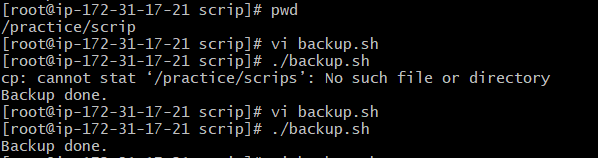 [root@ip-172-31-17-21 scrip]# pwd
/practice/scrip
[root@ip-172-31-17-21 scrip]# vi backup.sh
[root@ip-172-31-17-21 scrip]# ./backup.sh
cp: cannot stat ‘/practice/scrips’: No such file or directory
Backup done.
[root@ip-172-31-17-21 scrip]# vi backup.sh
[root@ip-172-31-17-21 scrip]# ./backup.sh
Backup done.